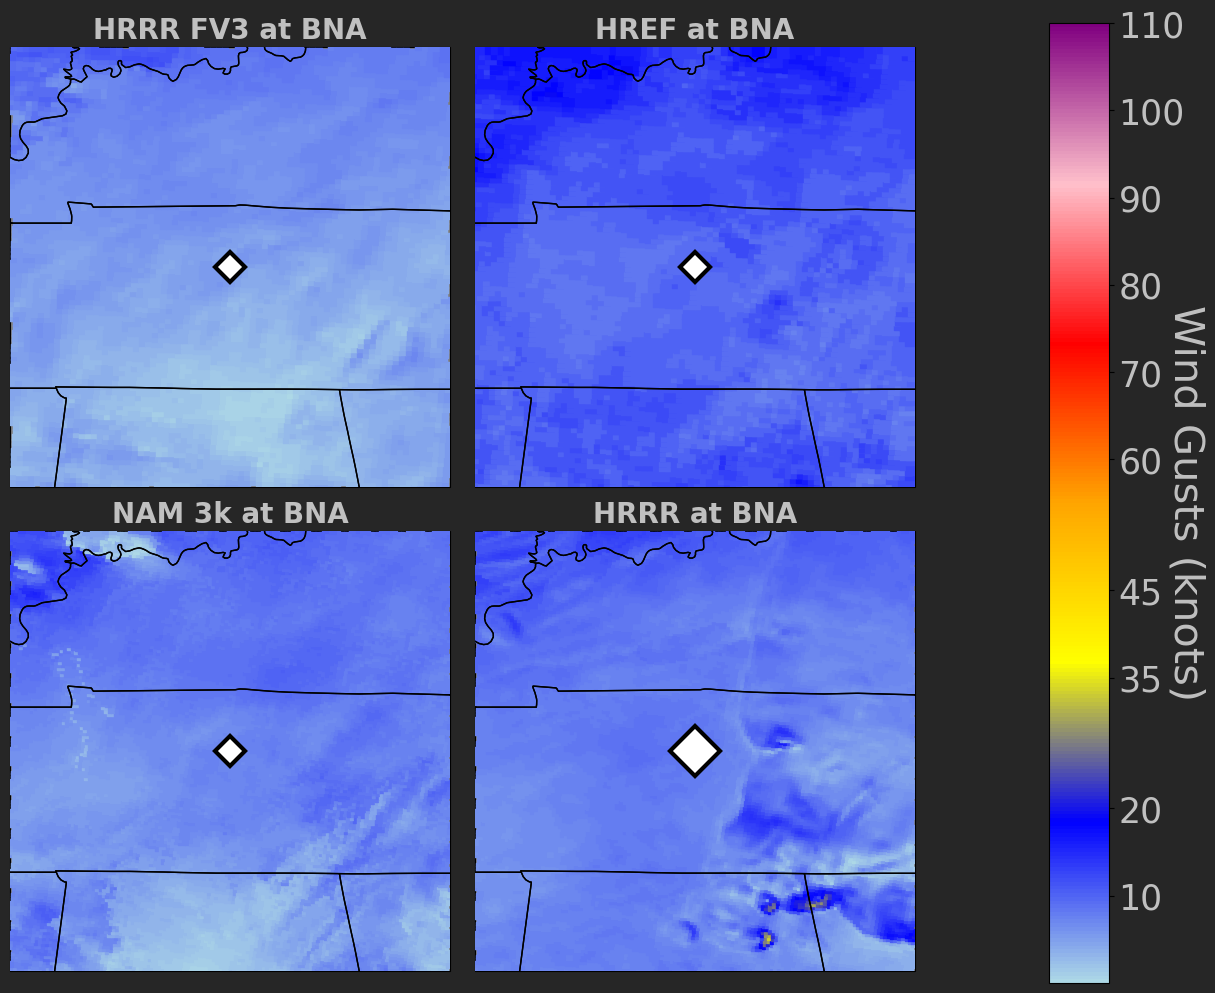 HRRR FV3 at BNA
HREF at BNA
NAM 3k at BNA
HRRR at BNA
110
100
90
80
70
60
45
35
20
10
Wind Gusts (knots)